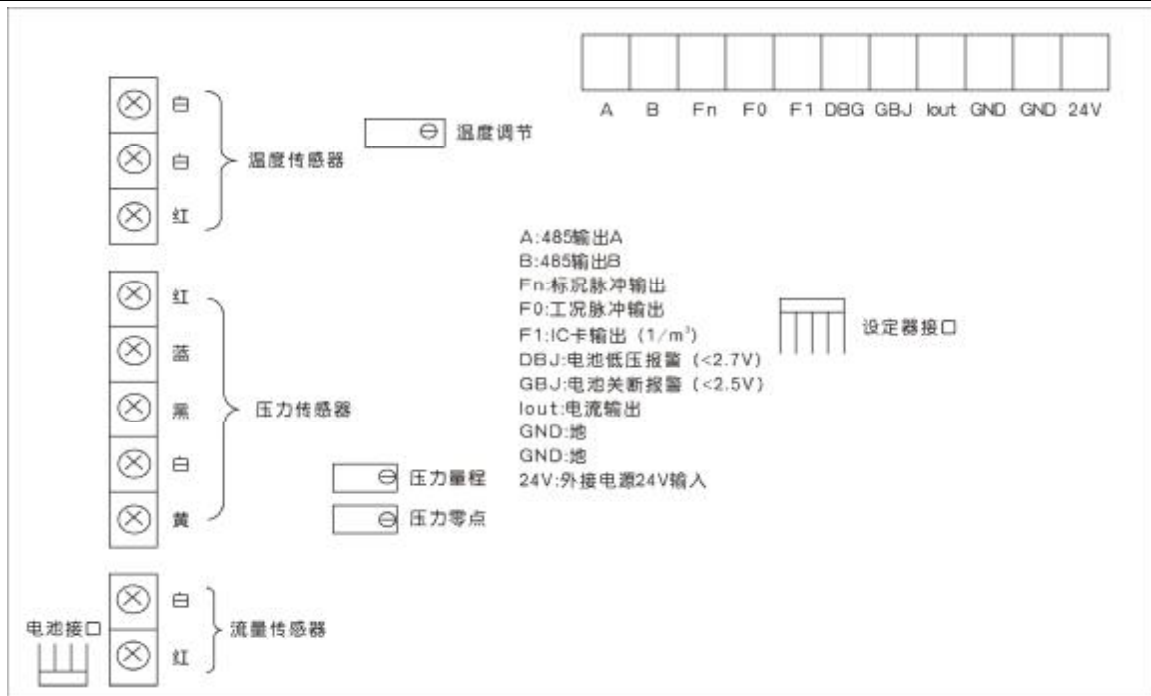 A B Fn F0 F1 DBG GBJ Iout GND GND 24V
白
白
红
温度传感器
温度调节
红
蓝
黑
白
黄
压力传感器
压力量程
压力零点
A:485输出A
B:485输出B
Fn:标况脉冲输出
F0:工况脉冲输出
F1:IC卡输出 (1/m³)
DBJ:电池低压报警 (<2.7V)
GBJ:电池关断报警 (<2.5V)
Iout:电流输出
GND:地
GND:地
24V:外接电源24V输入
设定器接口
白
红
流量传感器
电池接口